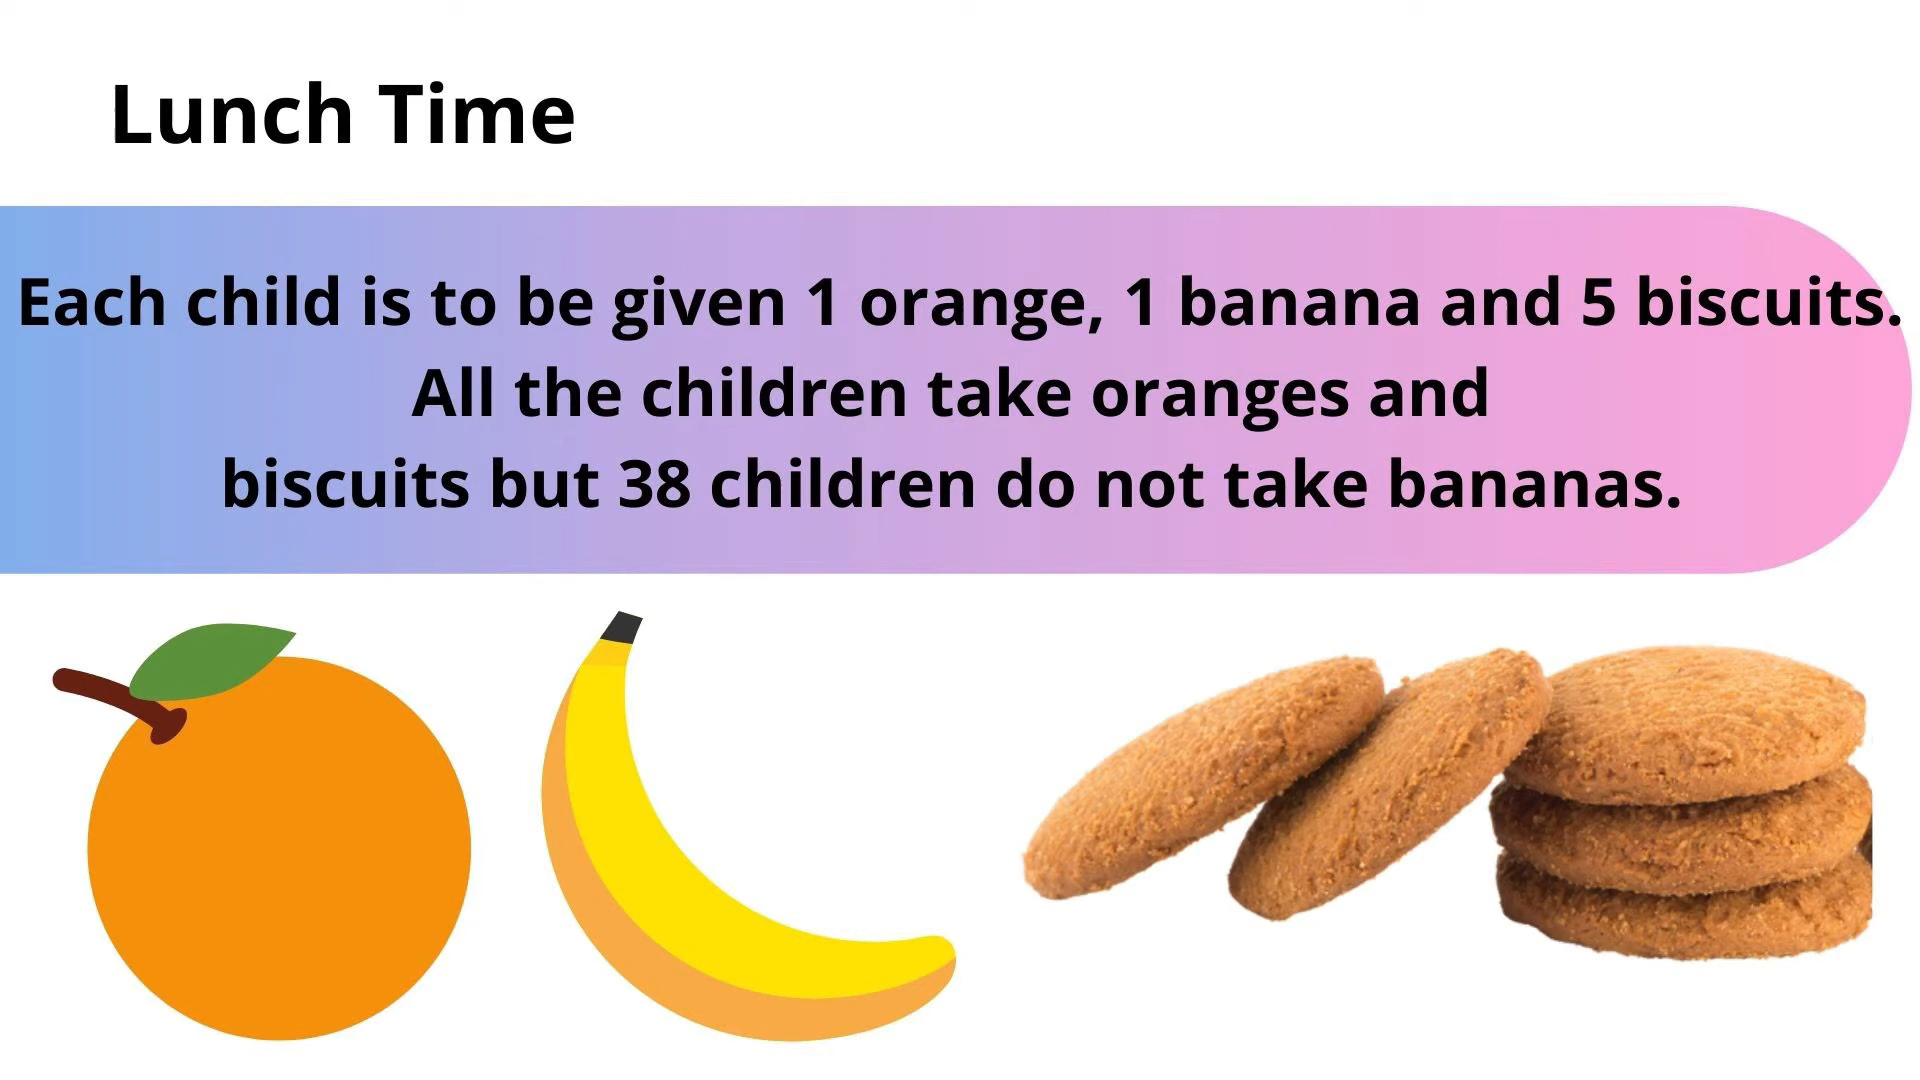 Lunch Time
Each child is to be given 1 orange, 1 banana and 5 biscuits.
All the children take oranges and
biscuits but 38 children do not take bananas.